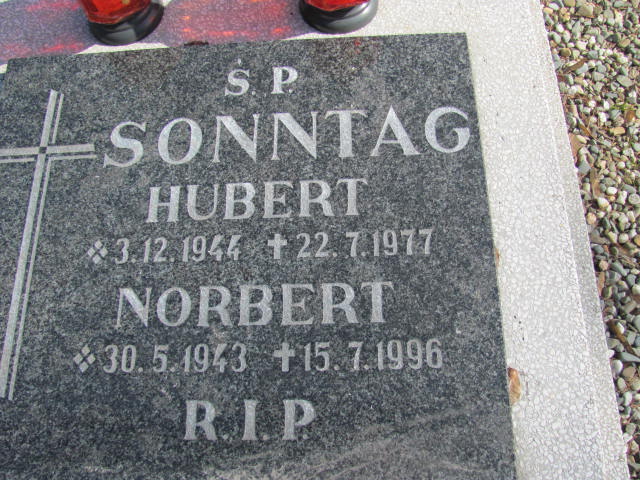 S.P.
SONNTAG
HUBERT
❖3.12.1944 ✝22.7.1977
NORBERT
❖30.5.1943 ✝15.7.1996
R.I.P.